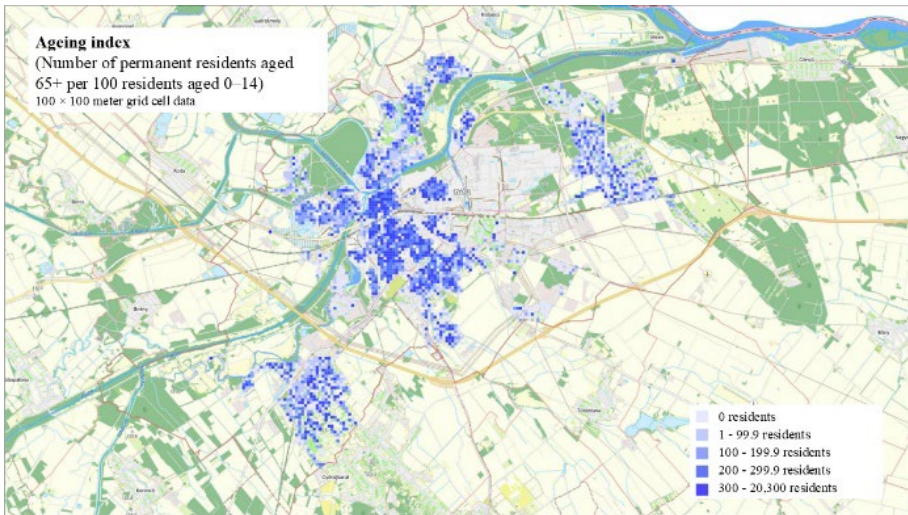 Ageing index
(Number of permanent residents aged
65+ per 100 residents aged 0–14)
100 × 100 meter grid cell data
GYŐR
0 residents
1 - 99.9 residents
100 - 199.9 residents
200 - 299.9 residents
300 - 20,300 residents